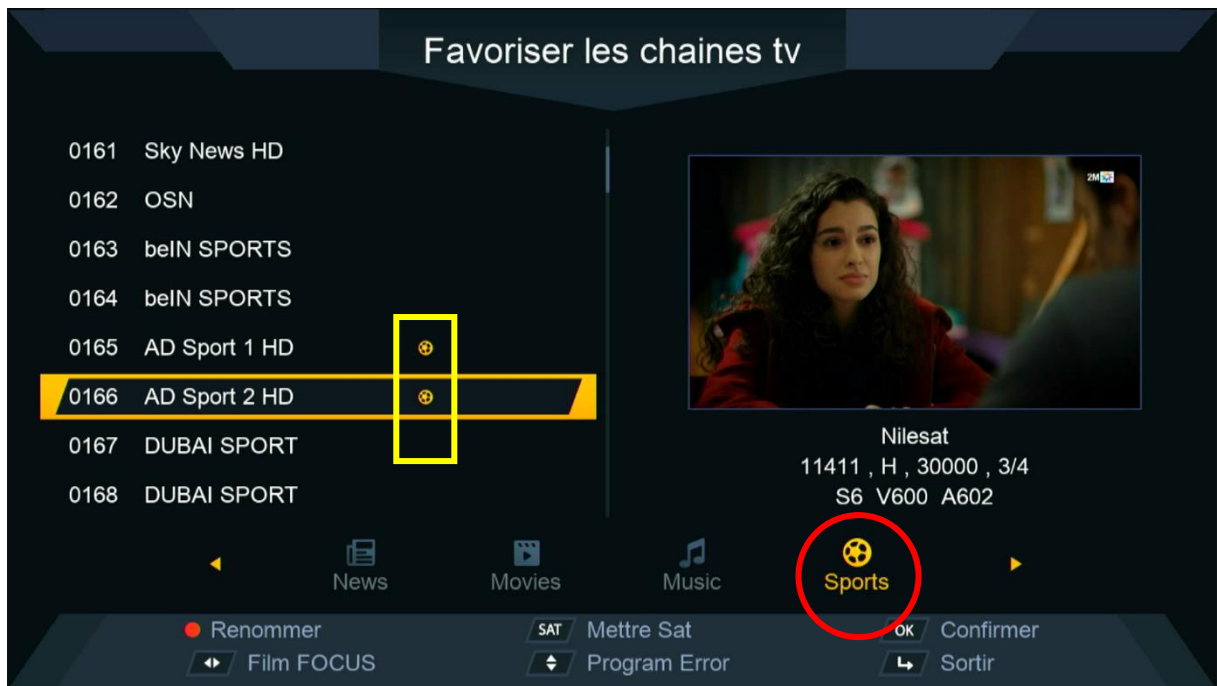 Favoriser les chaines tv
0161 Sky News HD
0162 OSN
0163 beIN SPORTS
0164 beIN SPORTS
0165 AD Sport 1 HD
0166 AD Sport 2 HD
0167 DUBAI SPORT
0168 DUBAI SPORT
2M
Nilesat
11411 , H , 30000 , 3/4
S6 V600 A602
News Movies Music Sports
Renommer SAT Mettre Sat OK Confirmer
Film FOCUS Program Error Sortir